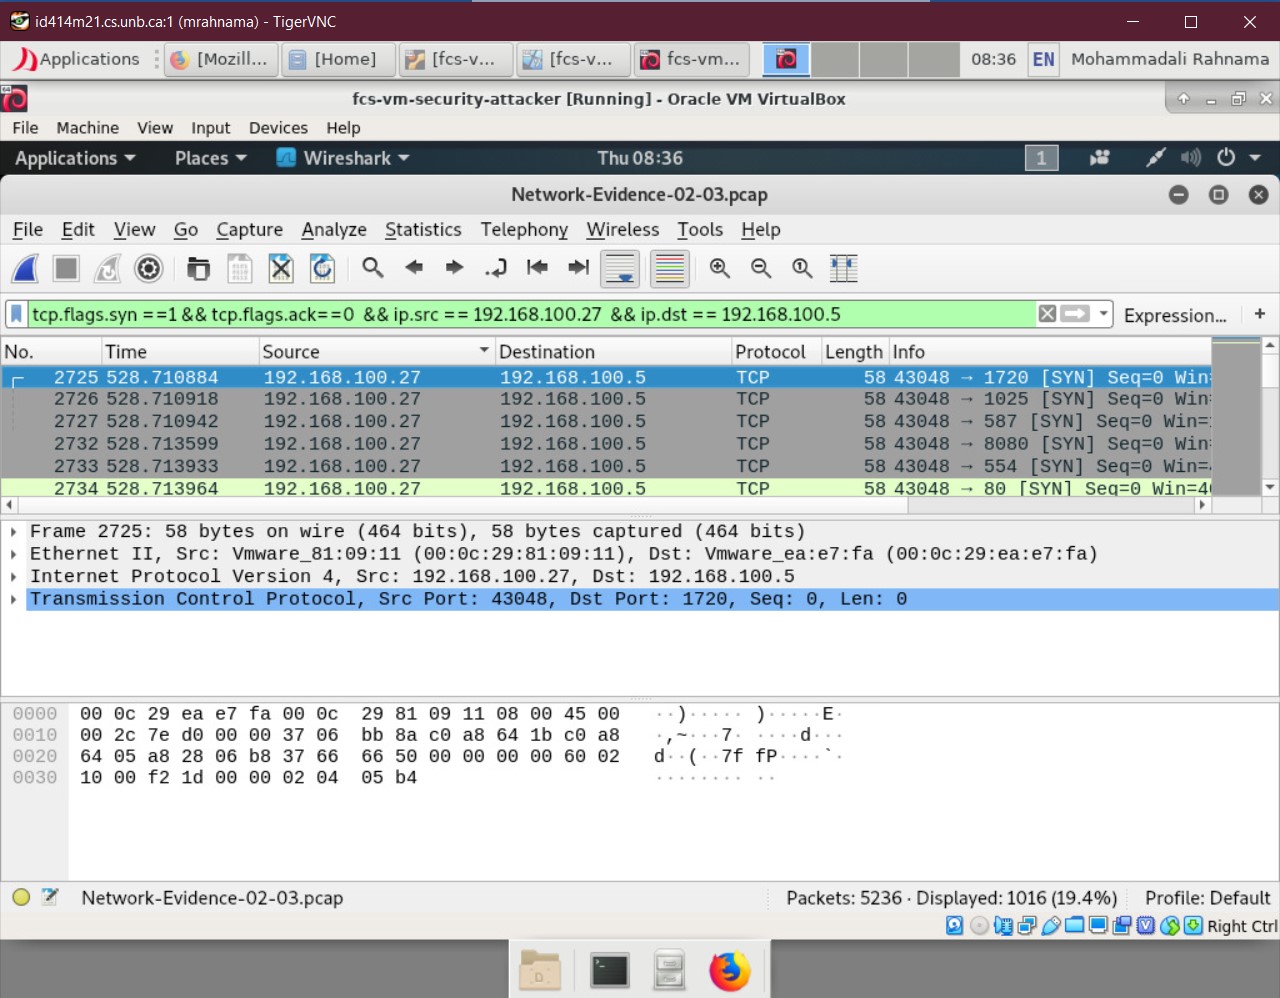 id414m21.cs.unb.ca:1 (mrahnama) - TigerVNC
Applications [Mozill... [Home] [fcs-v... [fcs-v... fcs-vm... 08:36 EN Mohammadali Rahnama
fcs-vm-security-attacker [Running] - Oracle VM VirtualBox
File Machine View Input Devices Help
Applications Places Wireshark Thu 08:36 1
Network-Evidence-02-03.pcap
File Edit View Go Capture Analyze Statistics Telephony Wireless Tools Help
tcp.flags.syn ==1 && tcp.flags.ack==0 && ip.src == 192.168.100.27 && ip.dst == 192.168.100.5 Expression... +
No. Time Source Destination Protocol Length Info
2725 528.710884 192.168.100.27 192.168.100.5 TCP 58 43048 → 1720 [SYN] Seq=0 Win=
2726 528.710918 192.168.100.27 192.168.100.5 TCP 58 43048 → 1025 [SYN] Seq=0 Win=
2727 528.710942 192.168.100.27 192.168.100.5 TCP 58 43048 → 587 [SYN] Seq=0 Win=
2732 528.713599 192.168.100.27 192.168.100.5 TCP 58 43048 → 8080 [SYN] Seq=0 Win=
2733 528.713933 192.168.100.27 192.168.100.5 TCP 58 43048 → 554 [SYN] Seq=0 Win=
2734 528.713964 192.168.100.27 192.168.100.5 TCP 58 43048 → 80 [SYN] Seq=0 Win=4
Frame 2725: 58 bytes on wire (464 bits), 58 bytes captured (464 bits)
Ethernet II, Src: Vmware_81:09:11 (00:0c:29:81:09:11), Dst: Vmware_ea:e7:fa (00:0c:29:ea:e7:fa)
Internet Protocol Version 4, Src: 192.168.100.27, Dst: 192.168.100.5
Transmission Control Protocol, Src Port: 43048, Dst Port: 1720, Seq: 0, Len: 0
0000 00 0c 29 ea e7 fa 00 0c 29 81 09 11 08 00 45 00 ··)····· )·····E·
0010 00 2c 7e d0 00 00 37 06 bb 8a c0 a8 64 1b c0 a8 ·,~···7· ····d···
0020 64 05 a8 28 06 b8 37 66 66 50 00 00 00 00 60 02 d··(··7f fP····`·
0030 10 00 f2 1d 00 00 02 04 05 b4 ········ ··
Network-Evidence-02-03.pcap Packets: 5236 · Displayed: 1016 (19.4%) Profile: Default
Right Ctrl